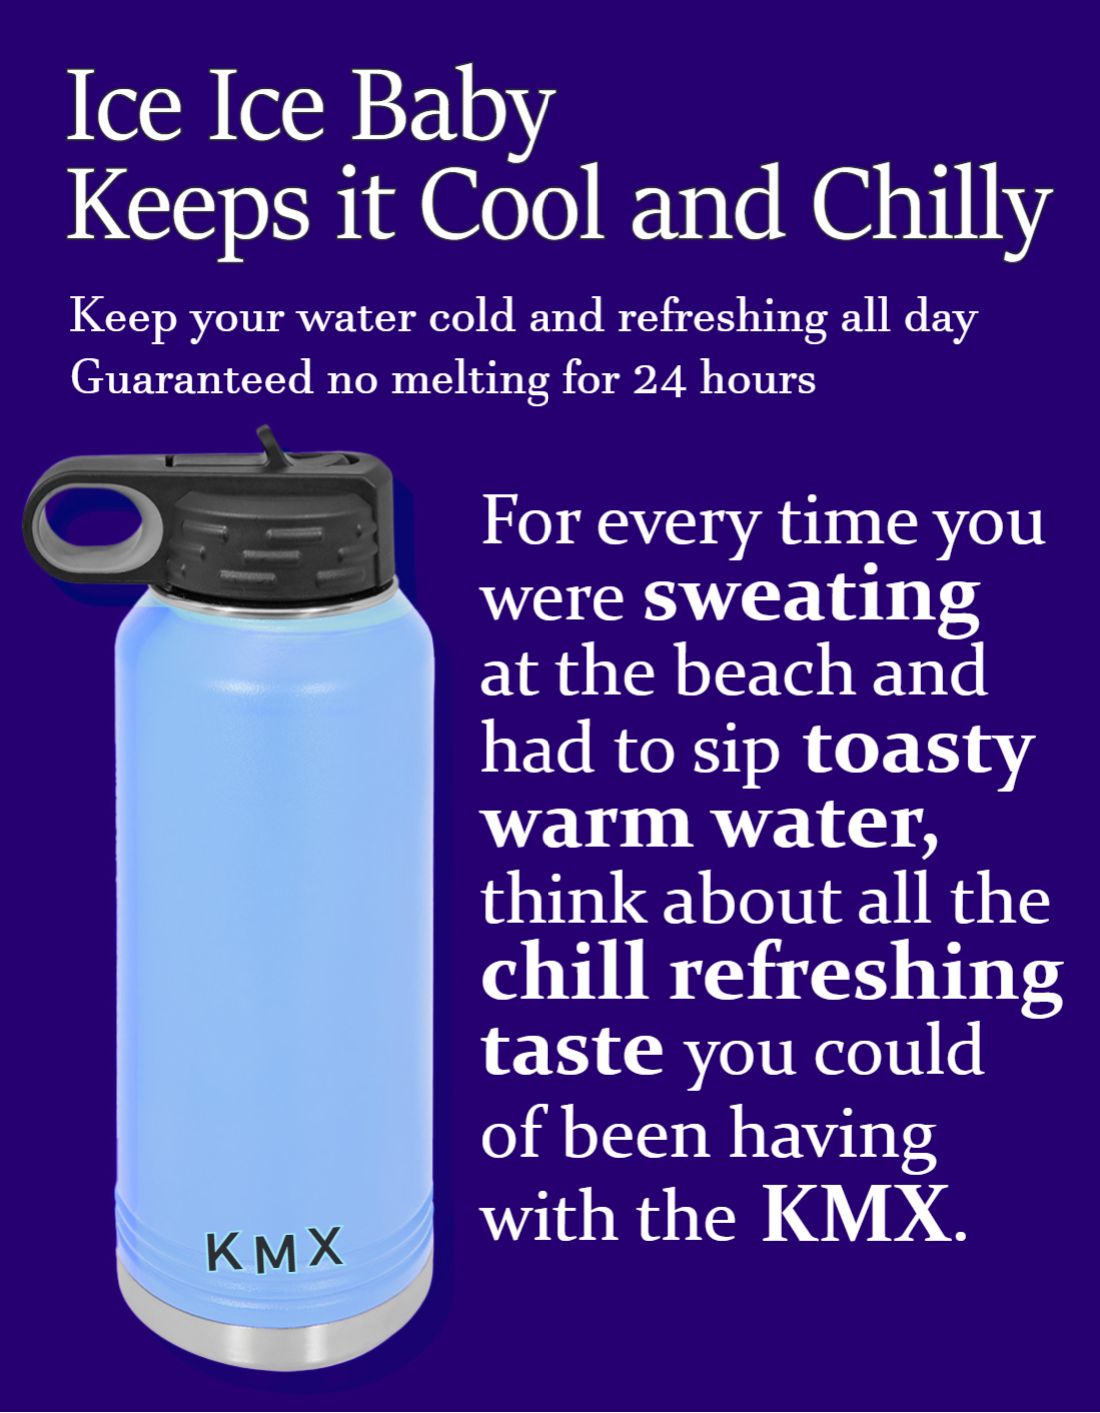 Ice Ice Baby
Keeps it Cool and Chilly
Keep your water cold and refreshing all day
Guaranteed no melting for 24 hours
For every time you
were sweating
at the beach and
had to sip toasty
warm water,
think about all the
chill refreshing
taste you could
of been having
with the KMX.
KMX